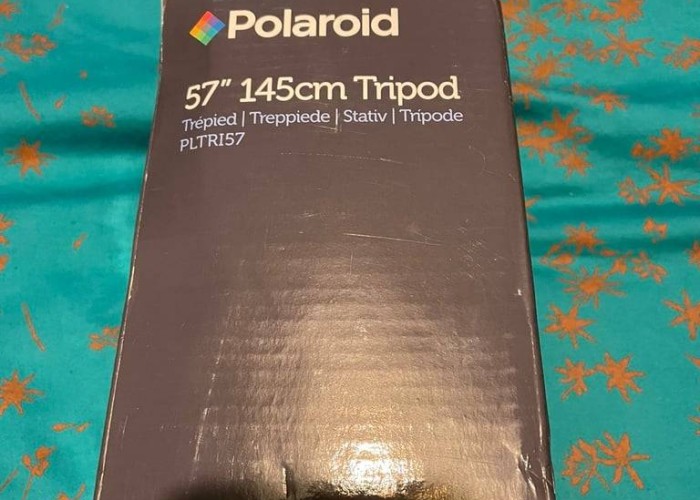 Polaroid
57" 145cm Tripod
Trépied | Treppiede | Stativ | Trípode
PLTRI57